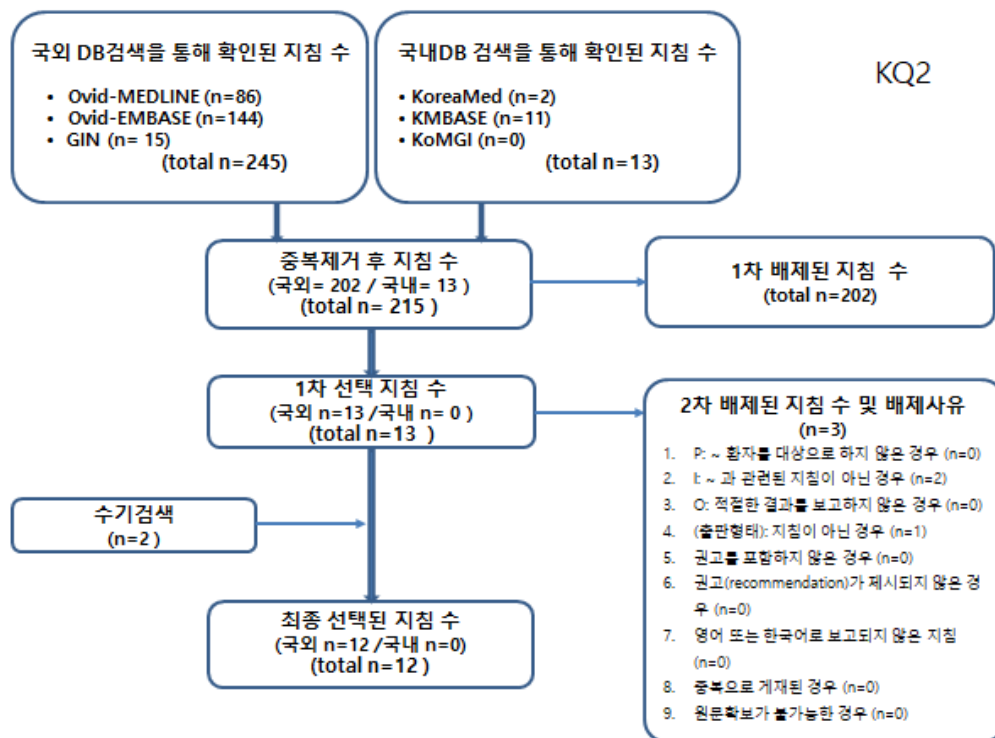 국외 DB검색을 통해 확인된 지침 수
• Ovid-MEDLINE (n=86)
• Ovid-EMBASE (n=144)
• GIN (n= 15)
(total n=245)
국내DB 검색을 통해 확인된 지침 수
• KoreaMed (n=2)
• KMBASE (n=11)
• KoMGI (n=0)
(total n=13)
KQ2
중복제거 후 지침 수
(국외= 202 / 국내= 13 )
(total n= 215 )
1차 배제된 지침 수
(total n=202)
1차 선택 지침 수
(국외 n=13 /국내 n= 0 )
(total n=13 )
2차 배제된 지침 수 및 배제사유
(n=3)
1. P: ~ 환자를 대상으로 하지 않은 경우 (n=0)
2. I: ~ 과 관련된 지침이 아닌 경우 (n=2)
3. O: 적절한 결과를 보고하지 않은 경우 (n=0)
4. (출판형태): 지침이 아닌 경우 (n=1)
5. 권고를 포함하지 않은 경우 (n=0)
6. 권고(recommendation)가 제시되지 않은 경
우 (n=0)
7. 영어 또는 한국어로 보고되지 않은 지침
(n=0)
8. 중복으로 게재된 경우 (n=0)
9. 원문확보가 불가능한 경우 (n=0)
수기검색
(n=2 )
최종 선택된 지침 수
(국외 n=12 /국내 n=0)
(total n=12 )